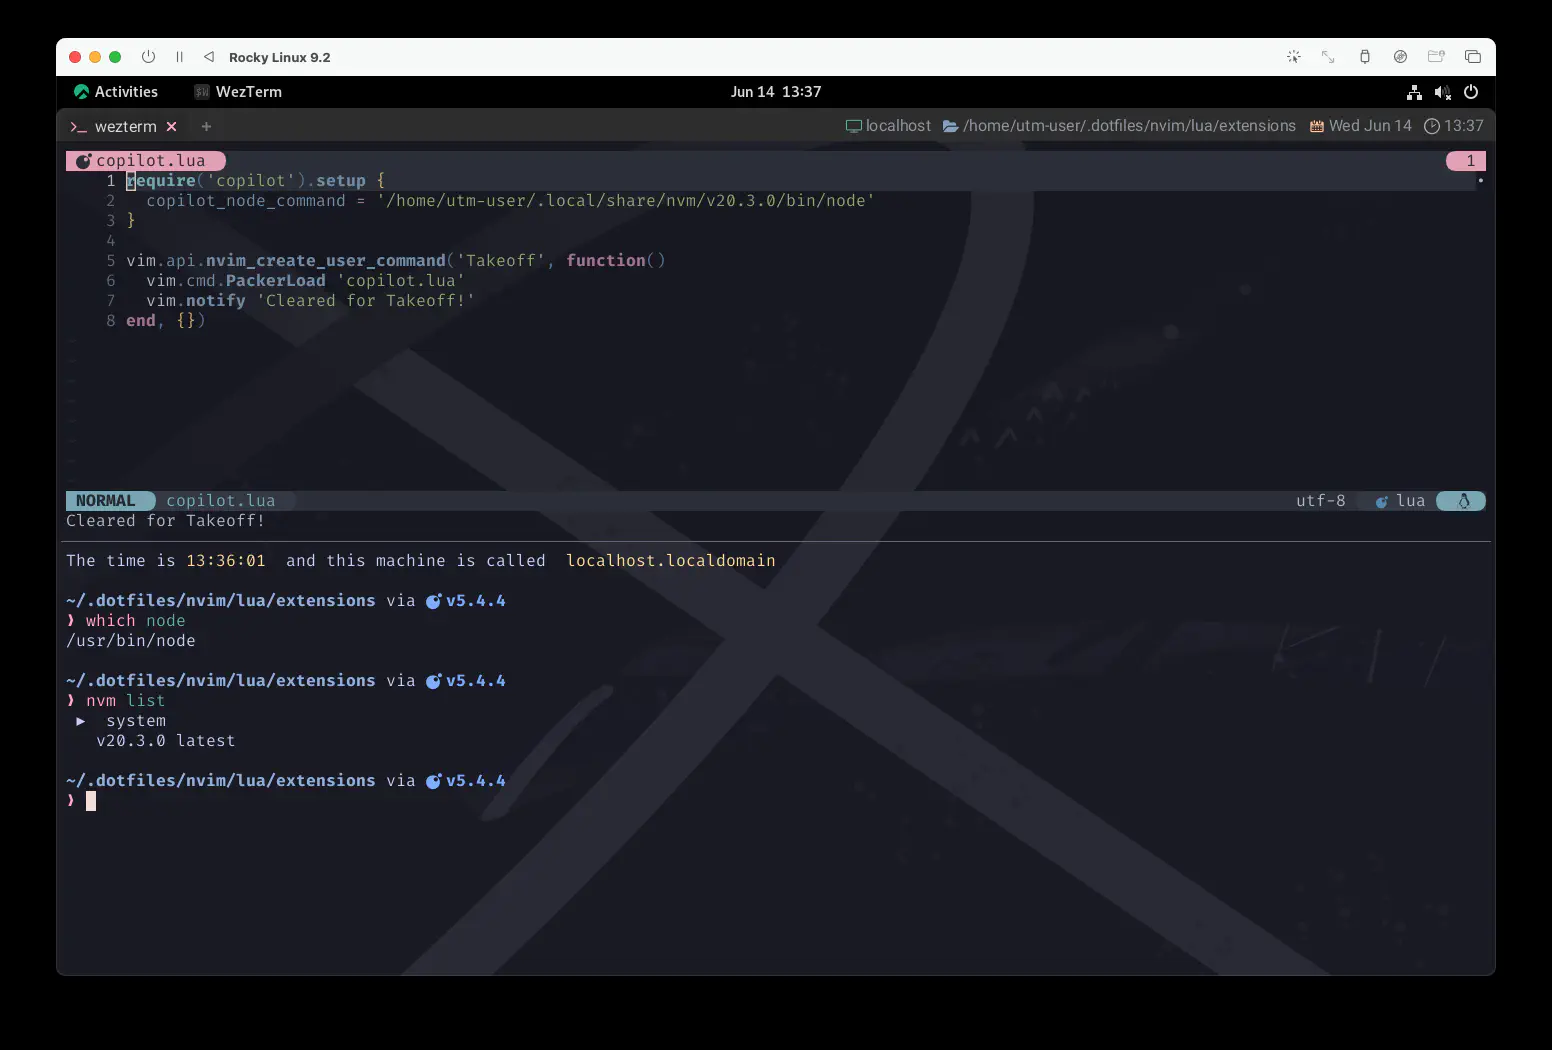 Rocky Linux 9.2
Activities WezTerm Jun 14 13:37
>_ wezterm × + localhost /home/utm-user/.dotfiles/nvim/lua/extensions Wed Jun 14 13:37
copilot.lua 1
1 require('copilot').setup {
2 copilot_node_command = '/home/utm-user/.local/share/nvm/v20.3.0/bin/node'
3 }
4
5 vim.api.nvim_create_user_command('Takeoff', function()
6 vim.cmd.PackerLoad 'copilot.lua'
7 vim.notify 'Cleared for Takeoff!'
8 end, {})
NORMAL copilot.lua utf-8 lua
Cleared for Takeoff!
The time is 13:36:01 and this machine is called localhost.localdomain
~/.dotfiles/nvim/lua/extensions via v5.4.4
❱ which node
/usr/bin/node
~/.dotfiles/nvim/lua/extensions via v5.4.4
❱ nvm list
▶ system
v20.3.0 latest
~/.dotfiles/nvim/lua/extensions via v5.4.4
❱